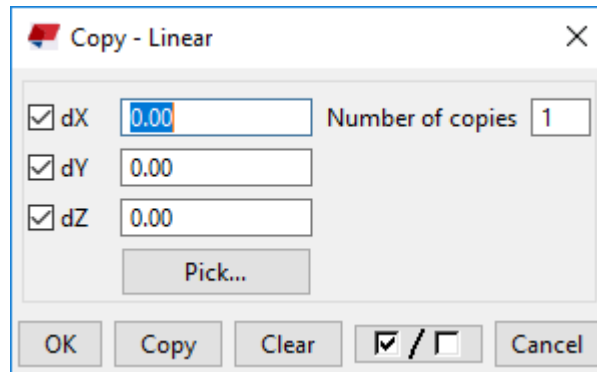 Copy - Linear
dX 0.00 Number of copies 1
dY 0.00
dZ 0.00
Pick...
OK Copy Clear / Cancel